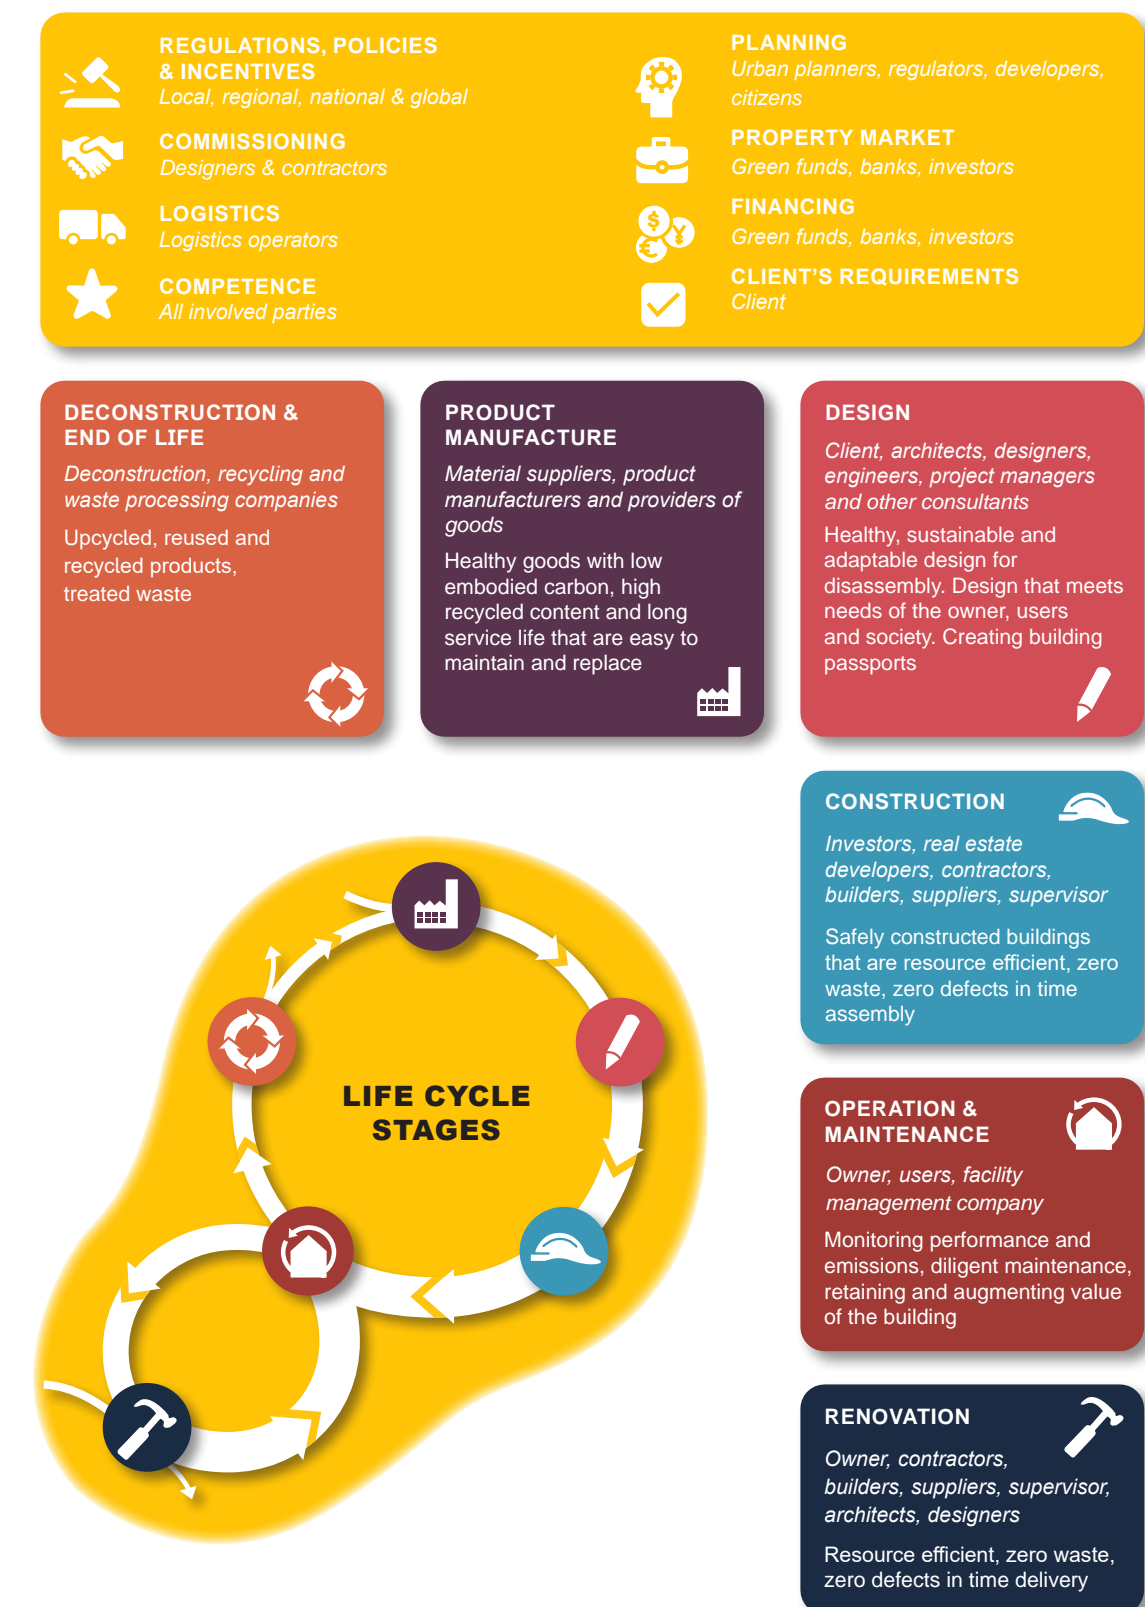 REGULATIONS, POLICIES
& INCENTIVES
Local, regional, national & global
COMMISSIONING
Designers & contractors
LOGISTICS
Logistics operators
COMPETENCE
All involved parties
PLANNING
Urban planners, regulators, developers,
citizens
PROPERTY MARKET
Green funds, banks, investors
FINANCING
Green funds, banks, investors
CLIENT'S REQUIREMENTS
Client
$
¥
€
DECONSTRUCTION &
END OF LIFE
Deconstruction, recycling and
waste processing companies
Upcycled, reused and
recycled products,
treated waste
PRODUCT
MANUFACTURE
Material suppliers, product
manufacturers and providers of
goods
Healthy goods with low
embodied carbon, high
recycled content and long
service life that are easy to
maintain and replace
DESIGN
Client, architects, designers,
engineers, project managers
and other consultants
Healthy, sustainable and
adaptable design for
disassembly. Design that meets
needs of the owner, users
and society. Creating building
passports
CONSTRUCTION
Investors, real estate
developers, contractors,
builders, suppliers, supervisor
Safely constructed buildings
that are resource efficient, zero
waste, zero defects in time
assembly
LIFE CYCLE
STAGES
OPERATION &
MAINTENANCE
Owner, users, facility
management company
Monitoring performance and
emissions, diligent maintenance,
retaining and augmenting value
of the building
RENOVATION
Owner, contractors,
builders, suppliers, supervisor,
architects, designers
Resource efficient, zero waste,
zero defects in time delivery